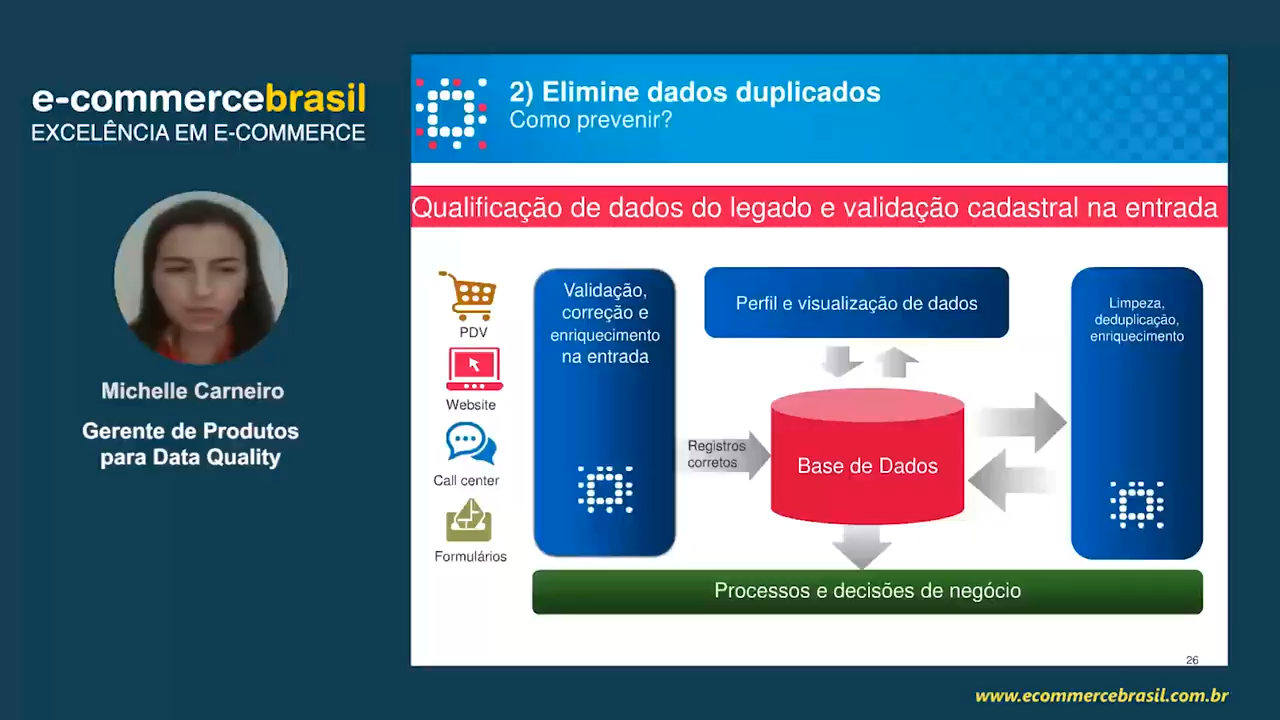 e-commercebrasil
EXCELÊNCIA EM E-COMMERCE
Michelle Carneiro
Gerente de Produtos
para Data Quality
2) Elimine dados duplicados
Como prevenir?
Qualificação de dados do legado e validação cadastral na entrada
PDV
Website
Call center
Formulários
Validação,
correção e
enriquecimento
na entrada
Registros
corretos
Perfil e visualização de dados
Base de Dados
Limpeza,
deduplicação,
enriquecimento
Processos e decisões de negócio
26
www.ecommercebrasil.com.br